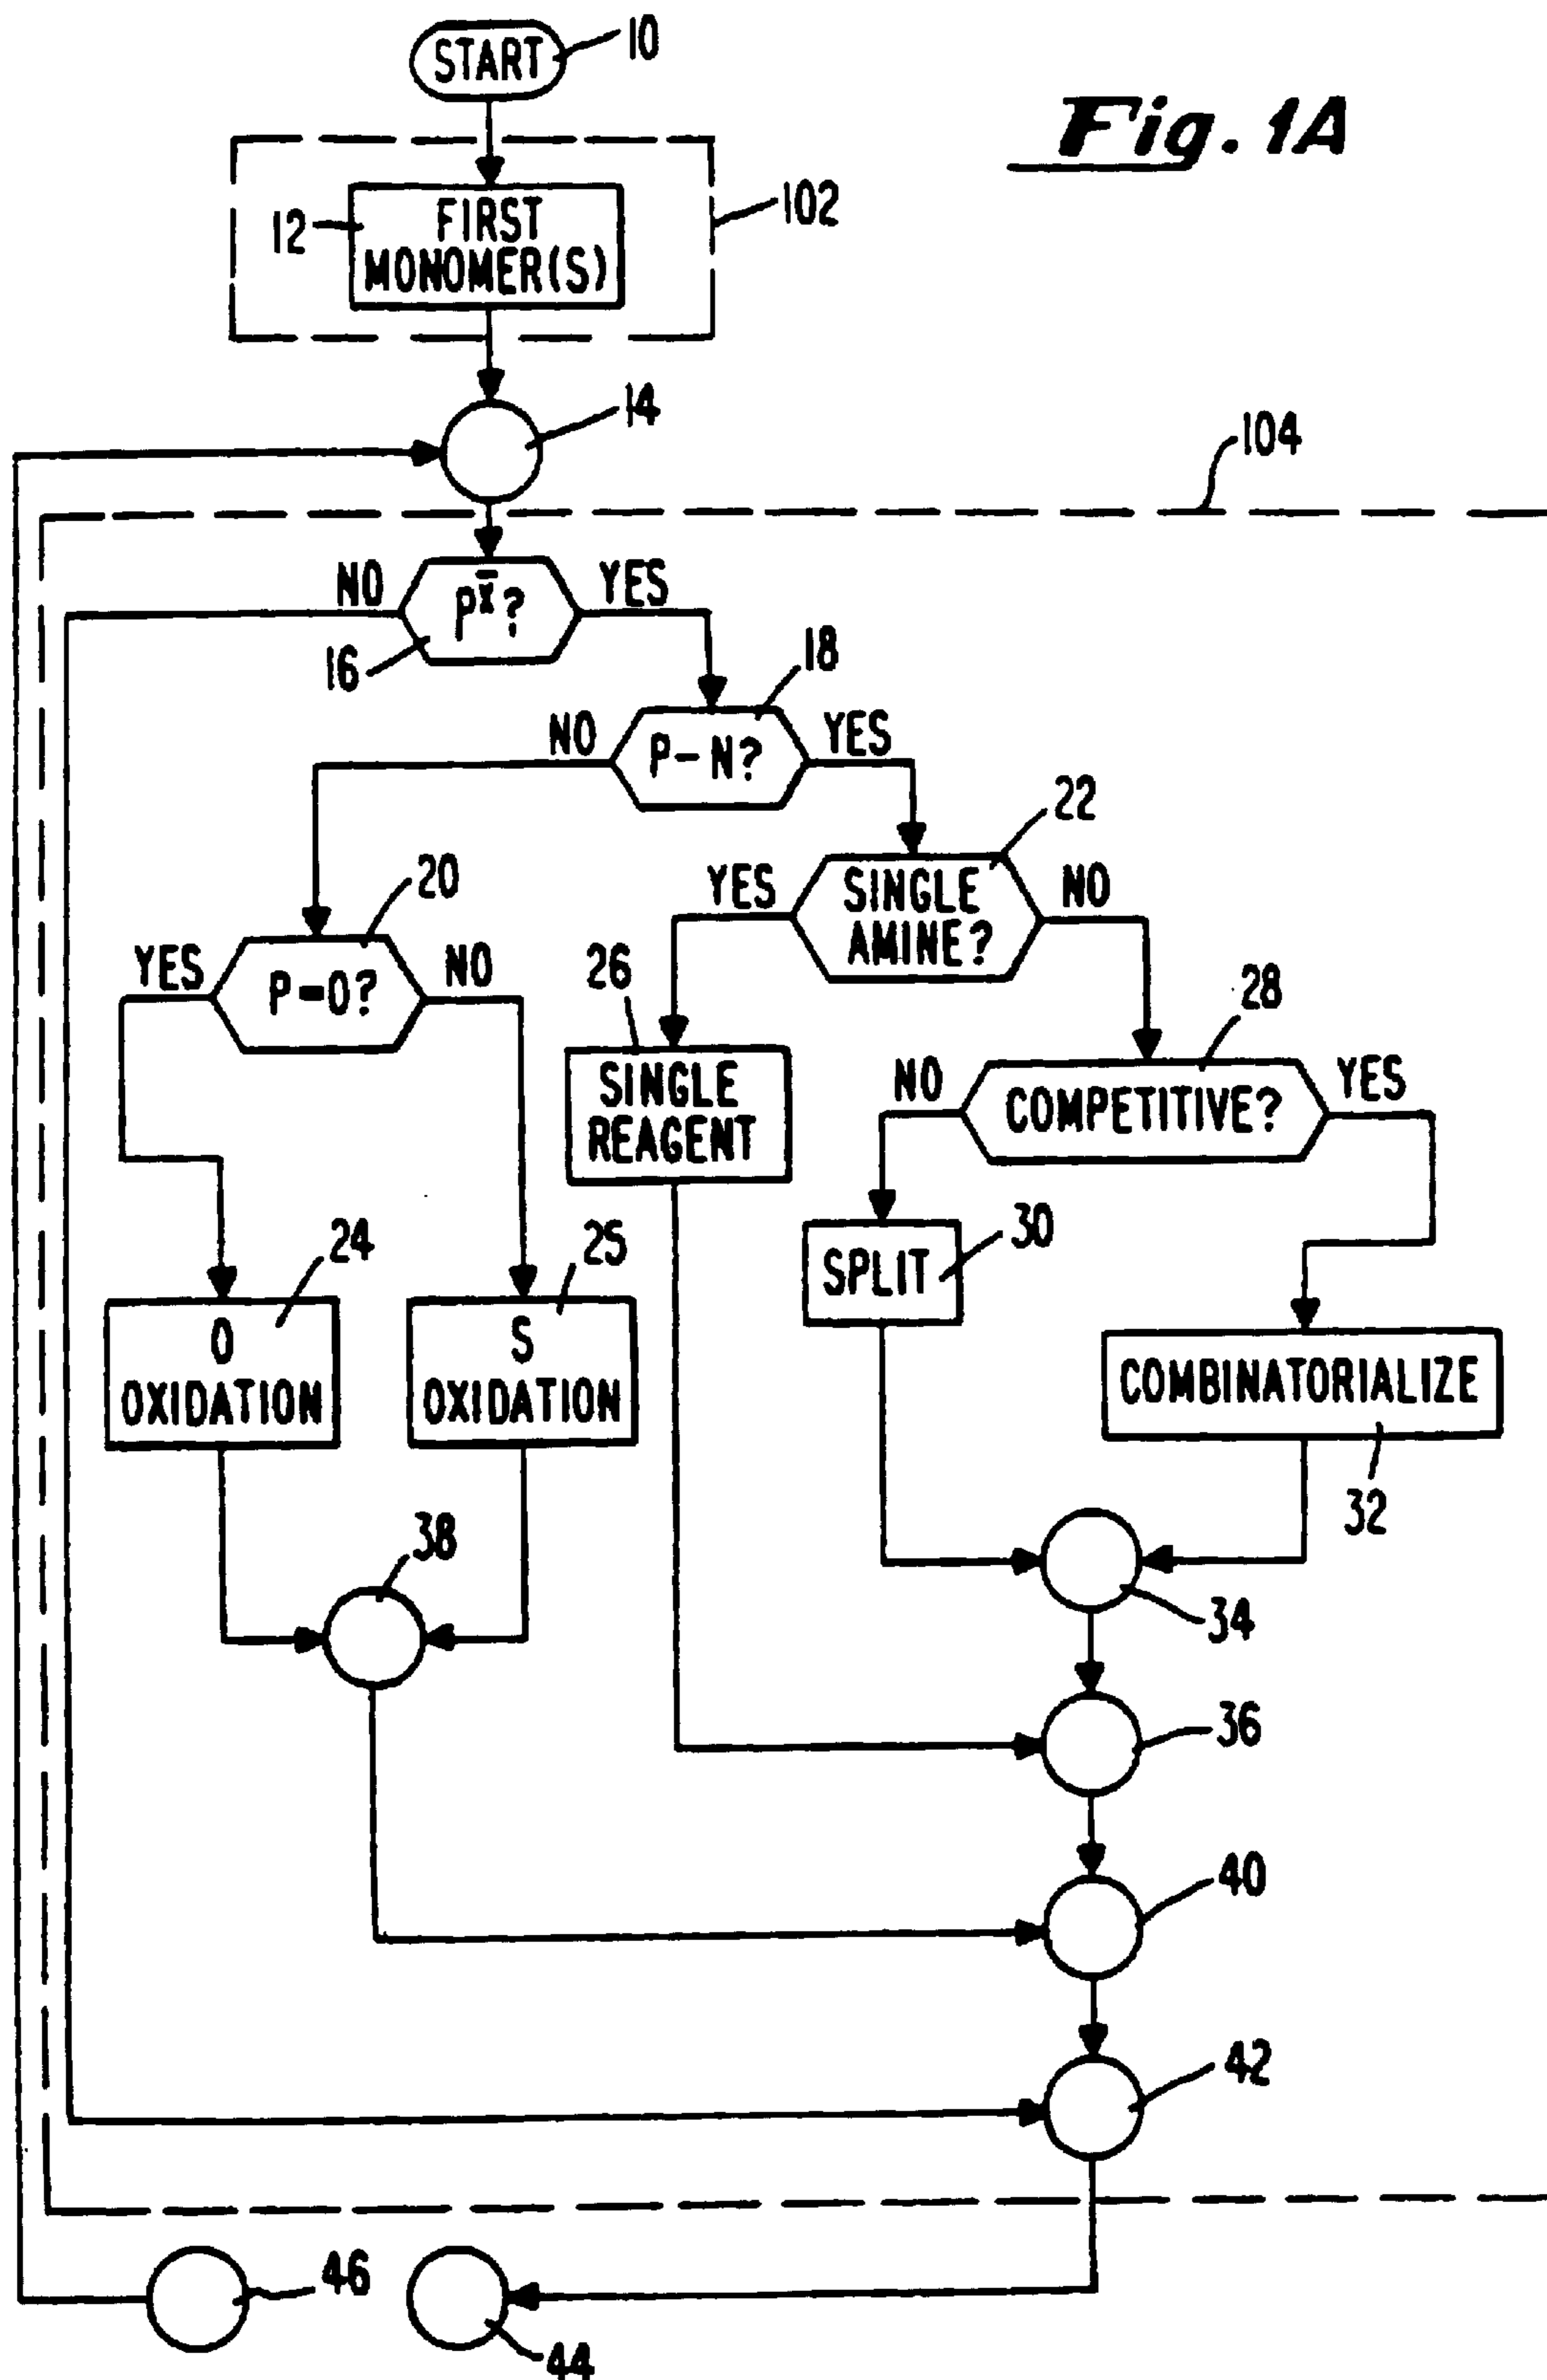 START
10
Fig. 1A
12
FIRST
MONOMER(S)
102
14
104
NO
YES
16
18
NO
P-N?
YES
22
20
YES
SINGLE
AMINE?
NO
YES
P=O?
NO
26
28
SINGLE
REAGENT
NO
COMPETITIVE?
YES
24
25
SPLIT
30
O
OXIDATION
S
OXIDATION
COMBINATORIALIZE
32
38
34
36
40
42
46
44